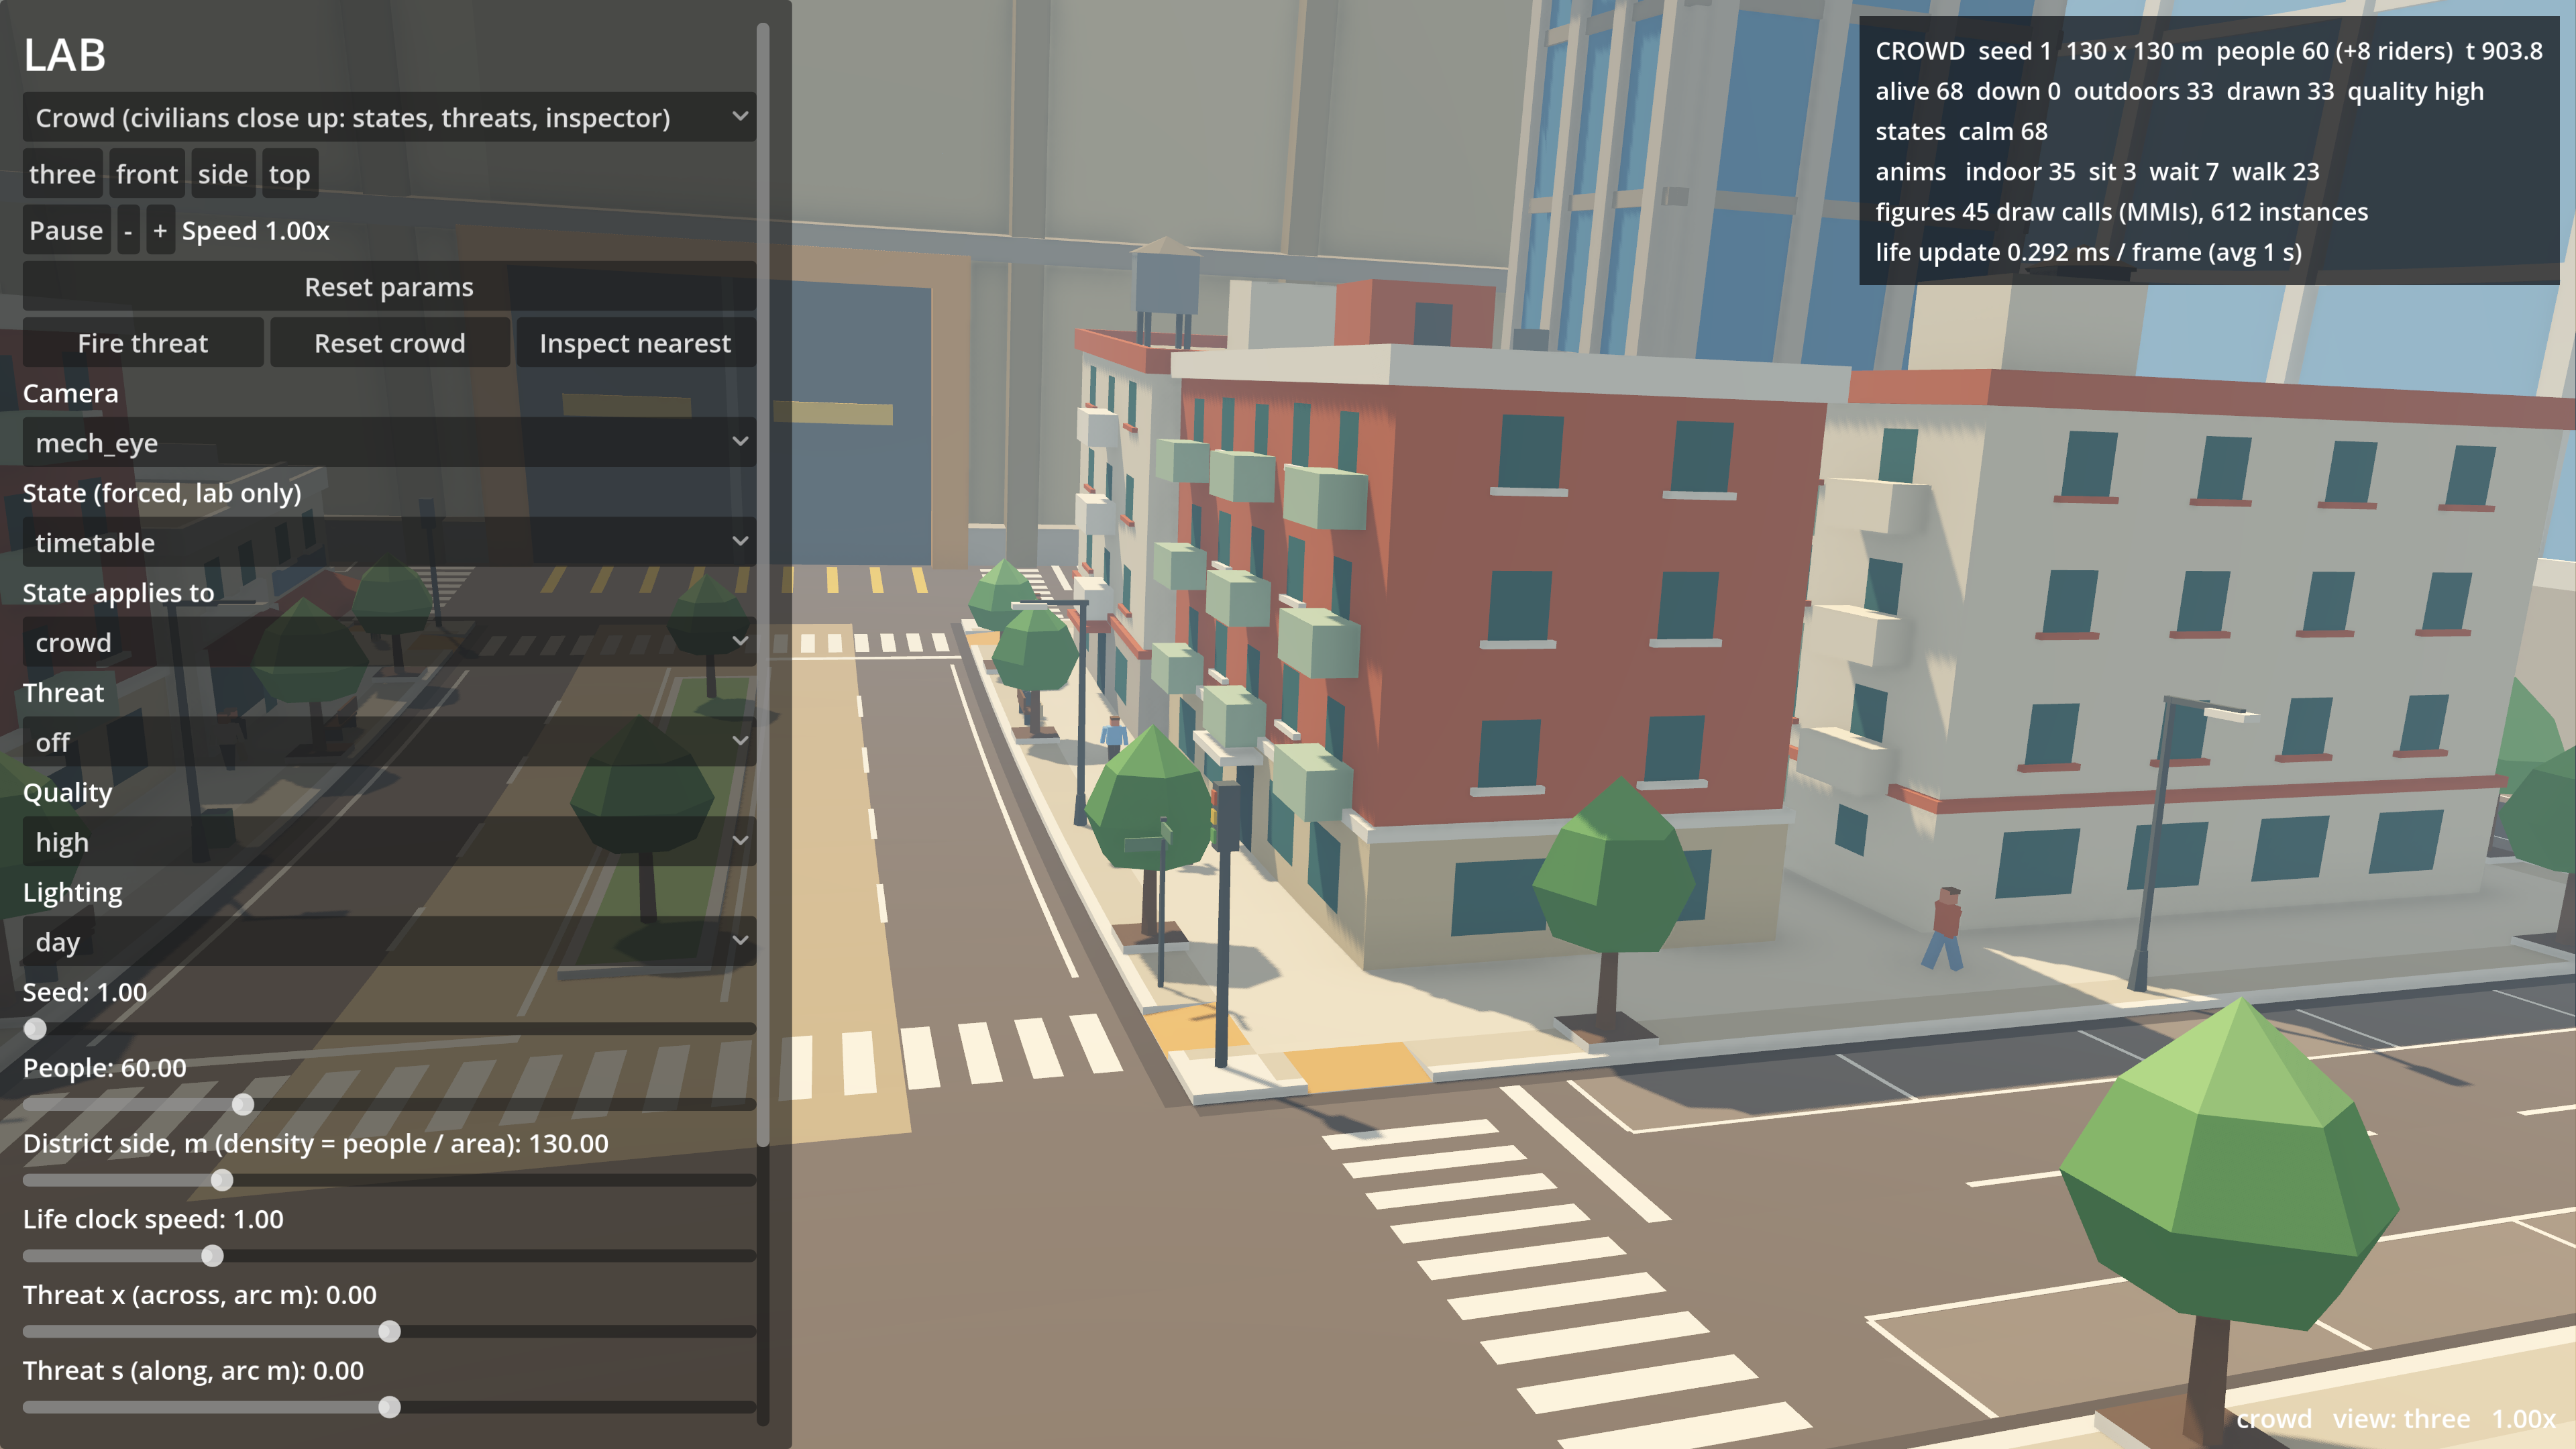 LAB
Crowd (civilians close up: states, threats, inspector)
three front side top
Pause - + Speed 1.00x
Reset params
Fire threat Reset crowd Inspect nearest
Camera
mech_eye
State (forced, lab only)
timetable
State applies to
crowd
Threat
off
Quality
high
Lighting
day
Seed: 1.00
People: 60.00
District side, m (density = people / area): 130.00
Life clock speed: 1.00
Threat x (across, arc m): 0.00
Threat s (along, arc m): 0.00
CROWD seed 1 130 x 130 m people 60 (+8 riders) t 903.8
alive 68 down 0 outdoors 33 drawn 33 quality high
states calm 68
anims indoor 35 sit 3 wait 7 walk 23
figures 45 draw calls (MMIs), 612 instances
life update 0.292 ms / frame (avg 1 s)
crowd view: three 1.00x